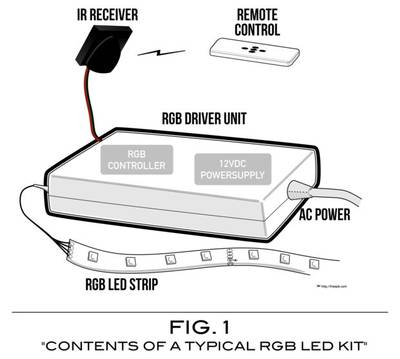 IR RECEIVER
REMOTE
CONTROL
RGB DRIVER UNIT
RGB
CONTROLLER
12VDC
POWERSUPPLY
AC POWER
RGB LED STRIP
FIG. 1
"CONTENTS OF A TYPICAL RGB LED KIT"